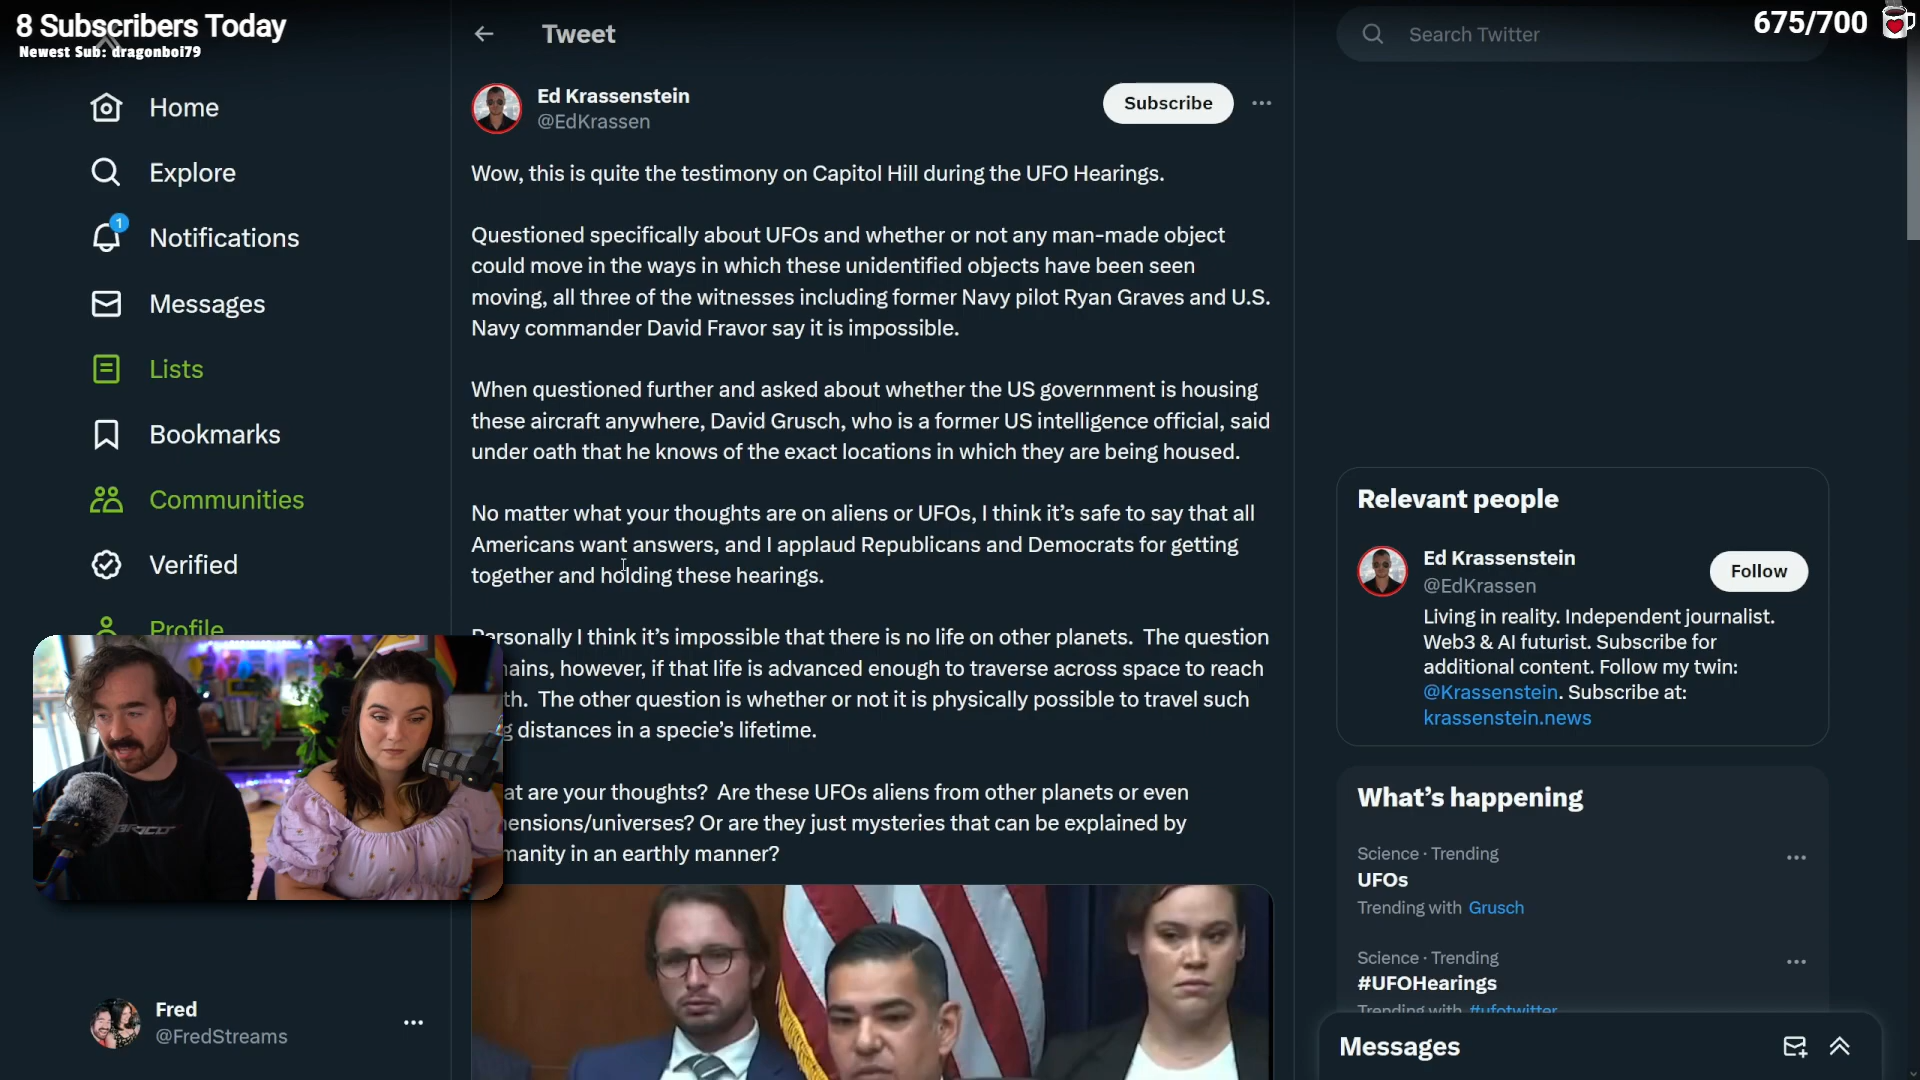 8 Subscribers Today
Newest Sub: dragonboi79
675/700
Home
Explore
1
Notifications
Messages
Lists
Bookmarks
Communities
Verified
Profile
Fred
@FredStreams
Tweet
Ed Krassenstein
@EdKrassen
Subscribe
Wow, this is quite the testimony on Capitol Hill during the UFO Hearings.
Questioned specifically about UFOs and whether or not any man-made object
could move in the ways in which these unidentified objects have been seen
moving, all three of the witnesses including former Navy pilot Ryan Graves and U.S.
Navy commander David Fravor say it is impossible.
When questioned further and asked about whether the US government is housing
these aircraft anywhere, David Grusch, who is a former US intelligence official, said
under oath that he knows of the exact locations in which they are being housed.
No matter what your thoughts are on aliens or UFOs, I think it's safe to say that all
Americans want answers, and I applaud Republicans and Democrats for getting
together and holding these hearings.
Personally I think it's impossible that there is no life on other planets. The question
, however, if that life is advanced enough to traverse across space to reach
The other question is whether or not it is physically possible to travel such
distances in a specie's lifetime.
are your thoughts? Are these UFOs aliens from other planets or even
Or are they just mysteries that can be explained by
in an earthly manner?
Search Twitter
Relevant people
Ed Krassenstein
@EdKrassen
Follow
Living in reality. Independent journalist.
Web3 & AI futurist. Subscribe for
additional content. Follow my twin:
@Krassenstein. Subscribe at:
krassenstein.news
What's happening
Science · Trending
UFOs
Trending with Grusch
Science · Trending
#UFOHearings
Trending with #ufotwitter
Messages